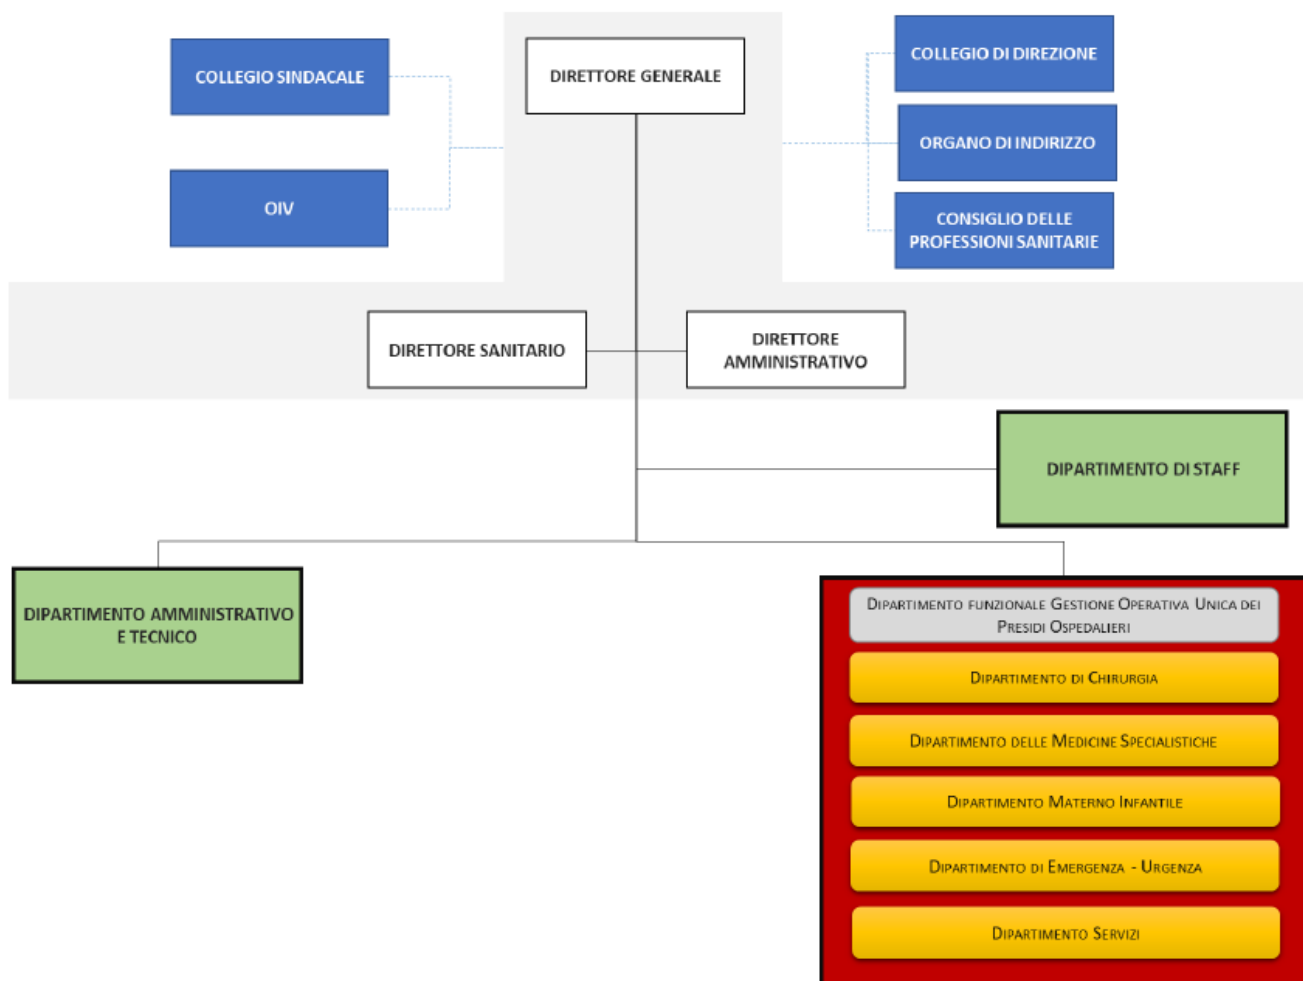 COLLEGIO SINDACALE
OIV
DIRETTORE GENERALE
COLLEGIO DI DIREZIONE
ORGANO DI INDIRIZZO
CONSIGLIO DELLE
PROFESSIONI SANITARIE
DIRETTORE SANITARIO
DIRETTORE
AMMINISTRATIVO
DIPARTIMENTO DI STAFF
DIPARTIMENTO AMMINISTRATIVO
E TECNICO
DIPARTIMENTO FUNZIONALE GESTIONE OPERATIVA UNICA DEI
PRESIDI OSPEDALIERI
DIPARTIMENTO DI CHIRURGIA
DIPARTIMENTO DELLE MEDICINE SPECIALISTICHE
DIPARTIMENTO MATERNO INFANTILE
DIPARTIMENTO DI EMERGENZA - URGENZA
DIPARTIMENTO SERVIZI